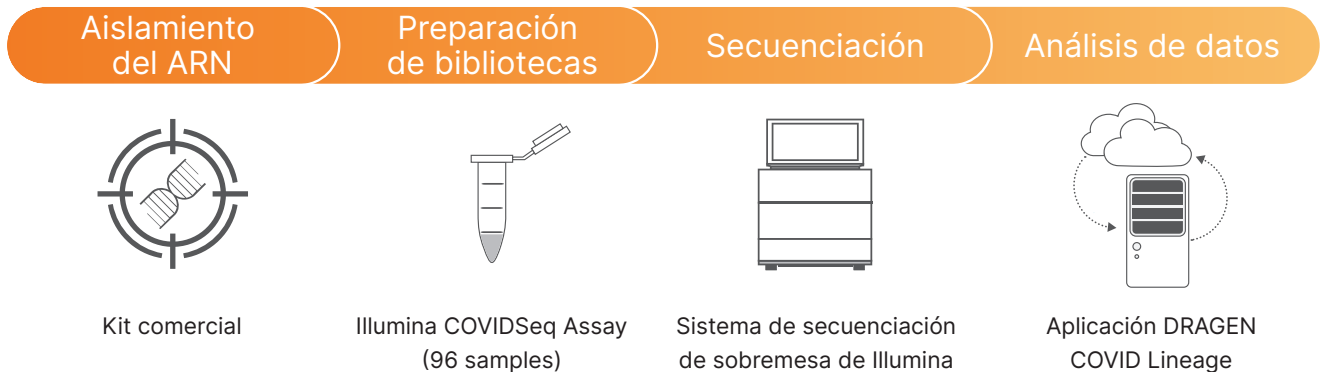 Aislamiento
del ARN
Preparación
de bibliotecas
Secuenciación
Análisis de datos
Kit comercial
Illumina COVIDSeq Assay
(96 samples)
Sistema de secuenciación
de sobremesa de Illumina
Aplicación DRAGEN
COVID Lineage